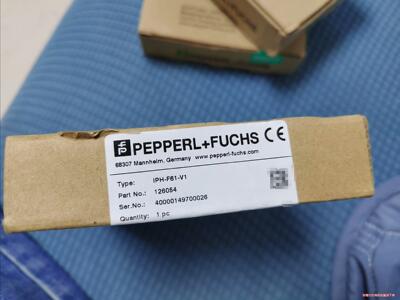 PEPPERL+FUCHS CE
68307 Mannheim, Germany www.pepperl-fuchs.com
Type: IPH-F61-V1
Part No.: 126054
Ser.No.: 40000149700026
Quantity: 1 pc